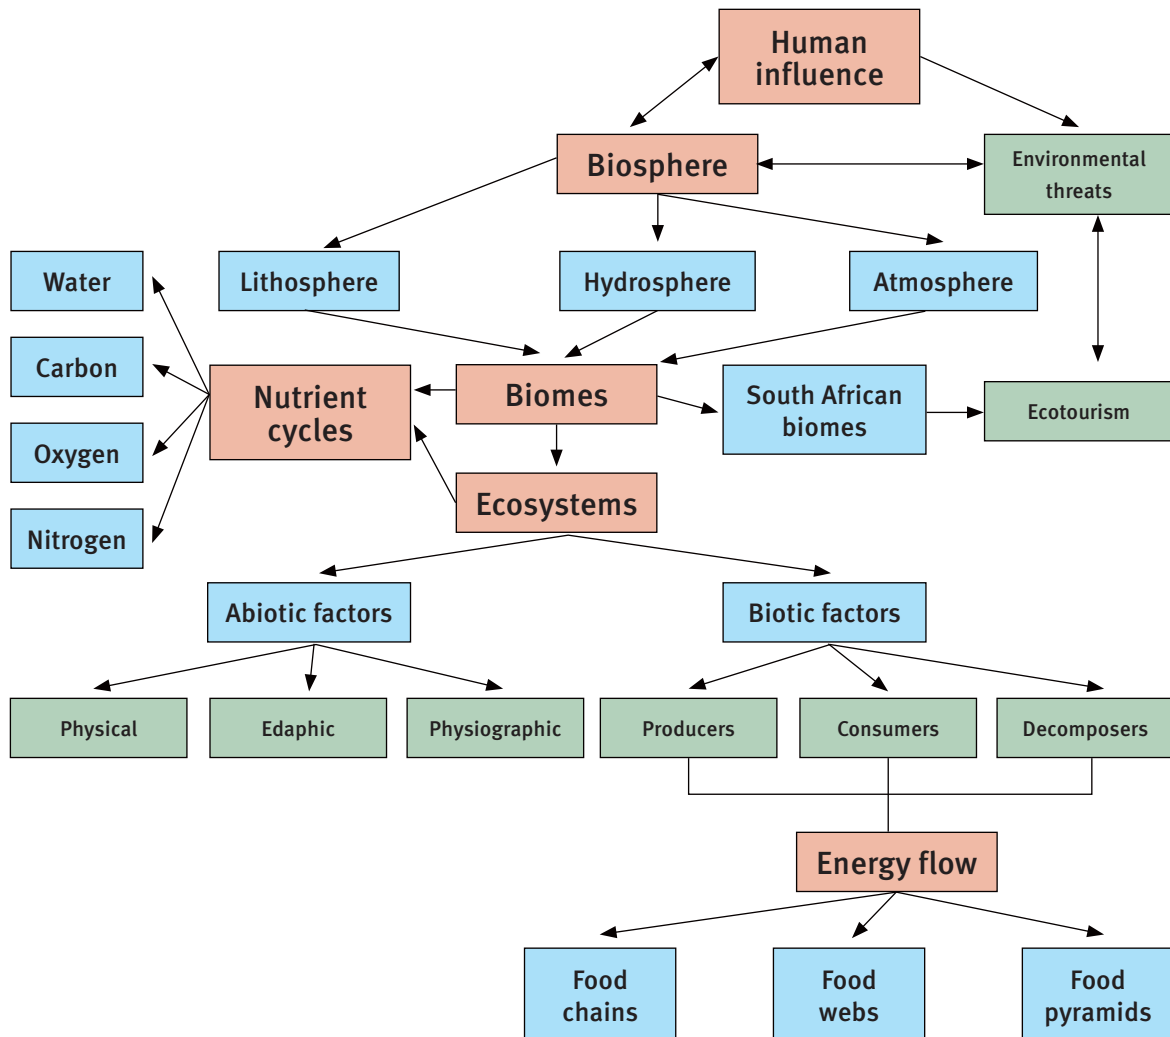 Human
influence
Biosphere
Environmental
threats
Water
Lithosphere
Hydrosphere
Atmosphere
Carbon
Nutrient
cycles
Biomes
South African
biomes
Ecotourism
Oxygen
Ecosystems
Nitrogen
Abiotic factors
Biotic factors
Physical
Edaphic
Physiographic
Producers
Consumers
Decomposers
Energy flow
Food
chains
Food
webs
Food
pyramids